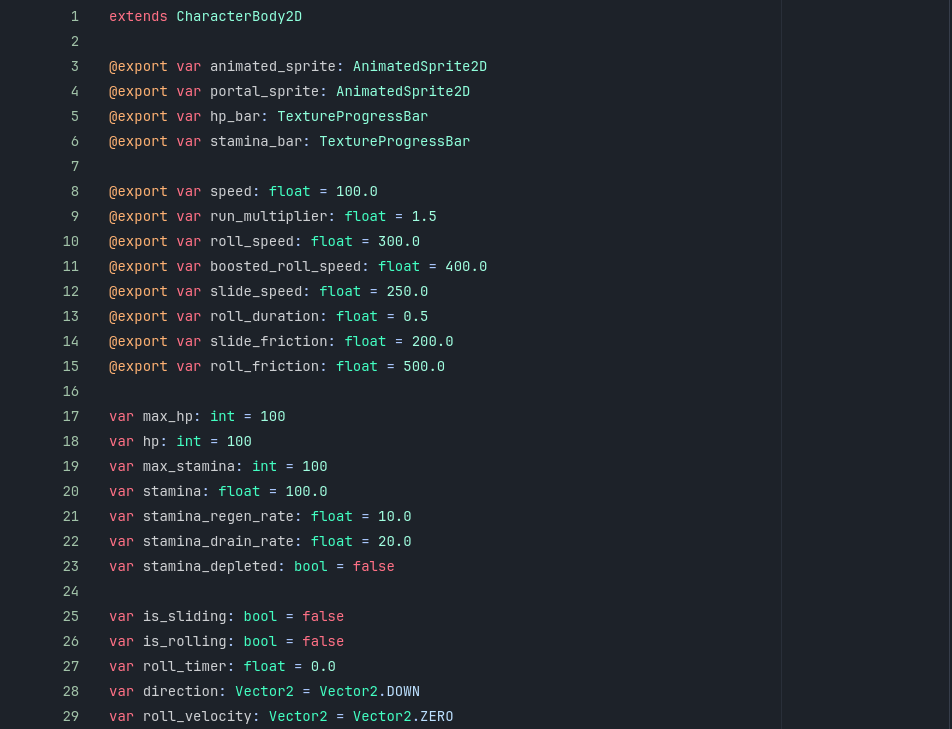 1 extends CharacterBody2D
2
3 @export var animated_sprite: AnimatedSprite2D
4 @export var portal_sprite: AnimatedSprite2D
5 @export var hp_bar: TextureProgressBar
6 @export var stamina_bar: TextureProgressBar
7
8 @export var speed: float = 100.0
9 @export var run_multiplier: float = 1.5
10 @export var roll_speed: float = 300.0
11 @export var boosted_roll_speed: float = 400.0
12 @export var slide_speed: float = 250.0
13 @export var roll_duration: float = 0.5
14 @export var slide_friction: float = 200.0
15 @export var roll_friction: float = 500.0
16
17 var max_hp: int = 100
18 var hp: int = 100
19 var max_stamina: int = 100
20 var stamina: float = 100.0
21 var stamina_regen_rate: float = 10.0
22 var stamina_drain_rate: float = 20.0
23 var stamina_depleted: bool = false
24
25 var is_sliding: bool = false
26 var is_rolling: bool = false
27 var roll_timer: float = 0.0
28 var direction: Vector2 = Vector2.DOWN
29 var roll_velocity: Vector2 = Vector2.ZERO